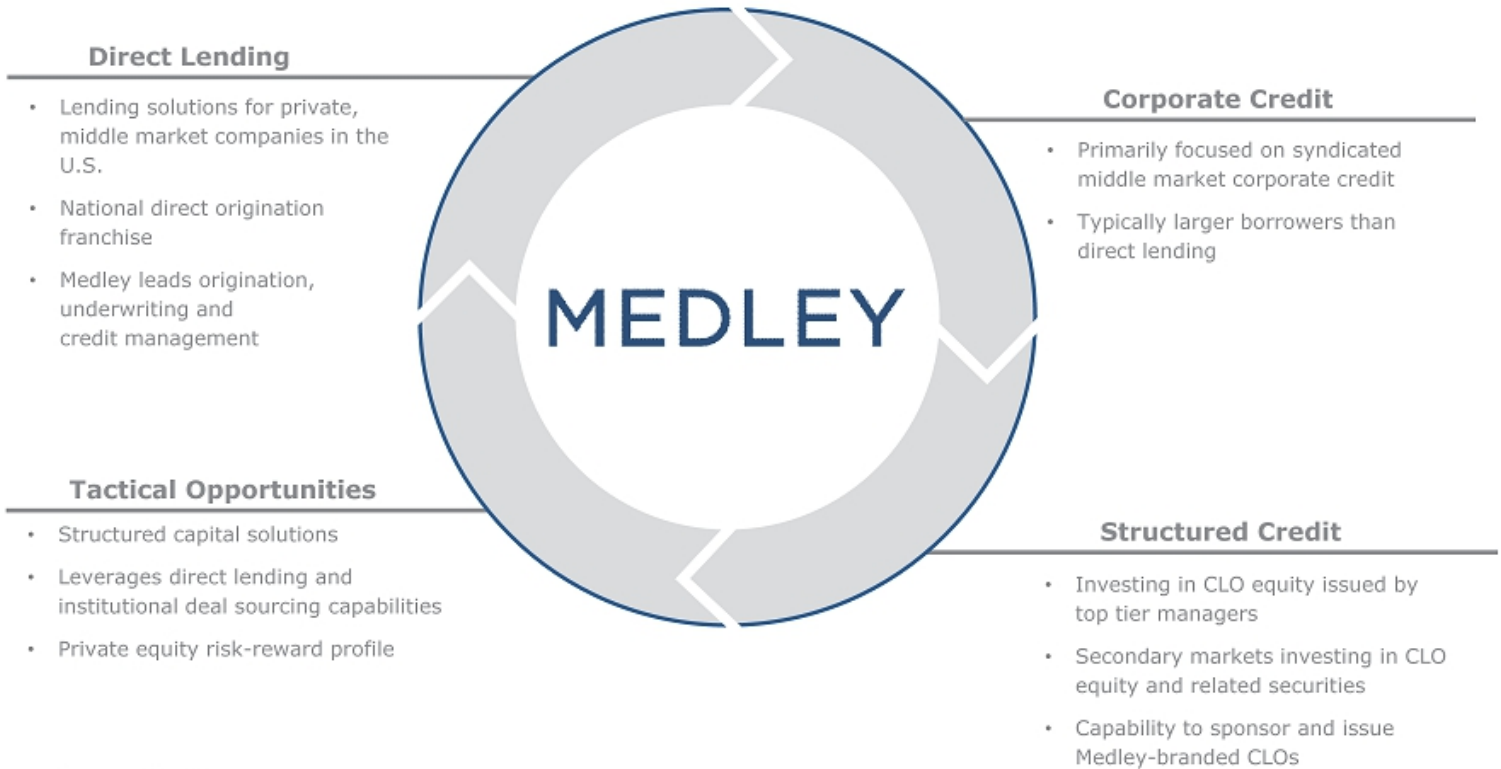 Direct Lending
• Lending solutions for private,
middle market companies in the
U.S.
• National direct origination
franchise
• Medley leads origination,
underwriting and
credit management
Corporate Credit
• Primarily focused on syndicated
middle market corporate credit
• Typically larger borrowers than
direct lending
MEDLEY
Tactical Opportunities
• Structured capital solutions
• Leverages direct lending and
institutional deal sourcing capabilities
• Private equity risk-reward profile
Structured Credit
• Investing in CLO equity issued by
top tier managers
• Secondary markets investing in CLO
equity and related securities
• Capability to sponsor and issue
Medley-branded CLOs